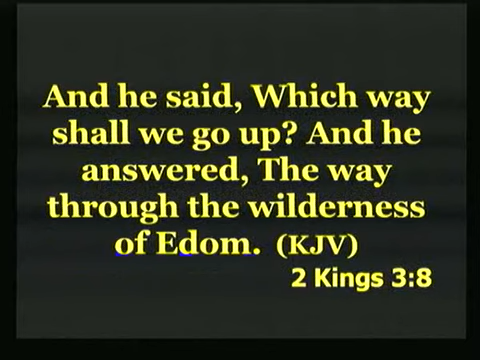 And he said, Which way
shall we go up? And he
answered, The way
through the wilderness
of Edom. (KJV)
2 Kings 3:8